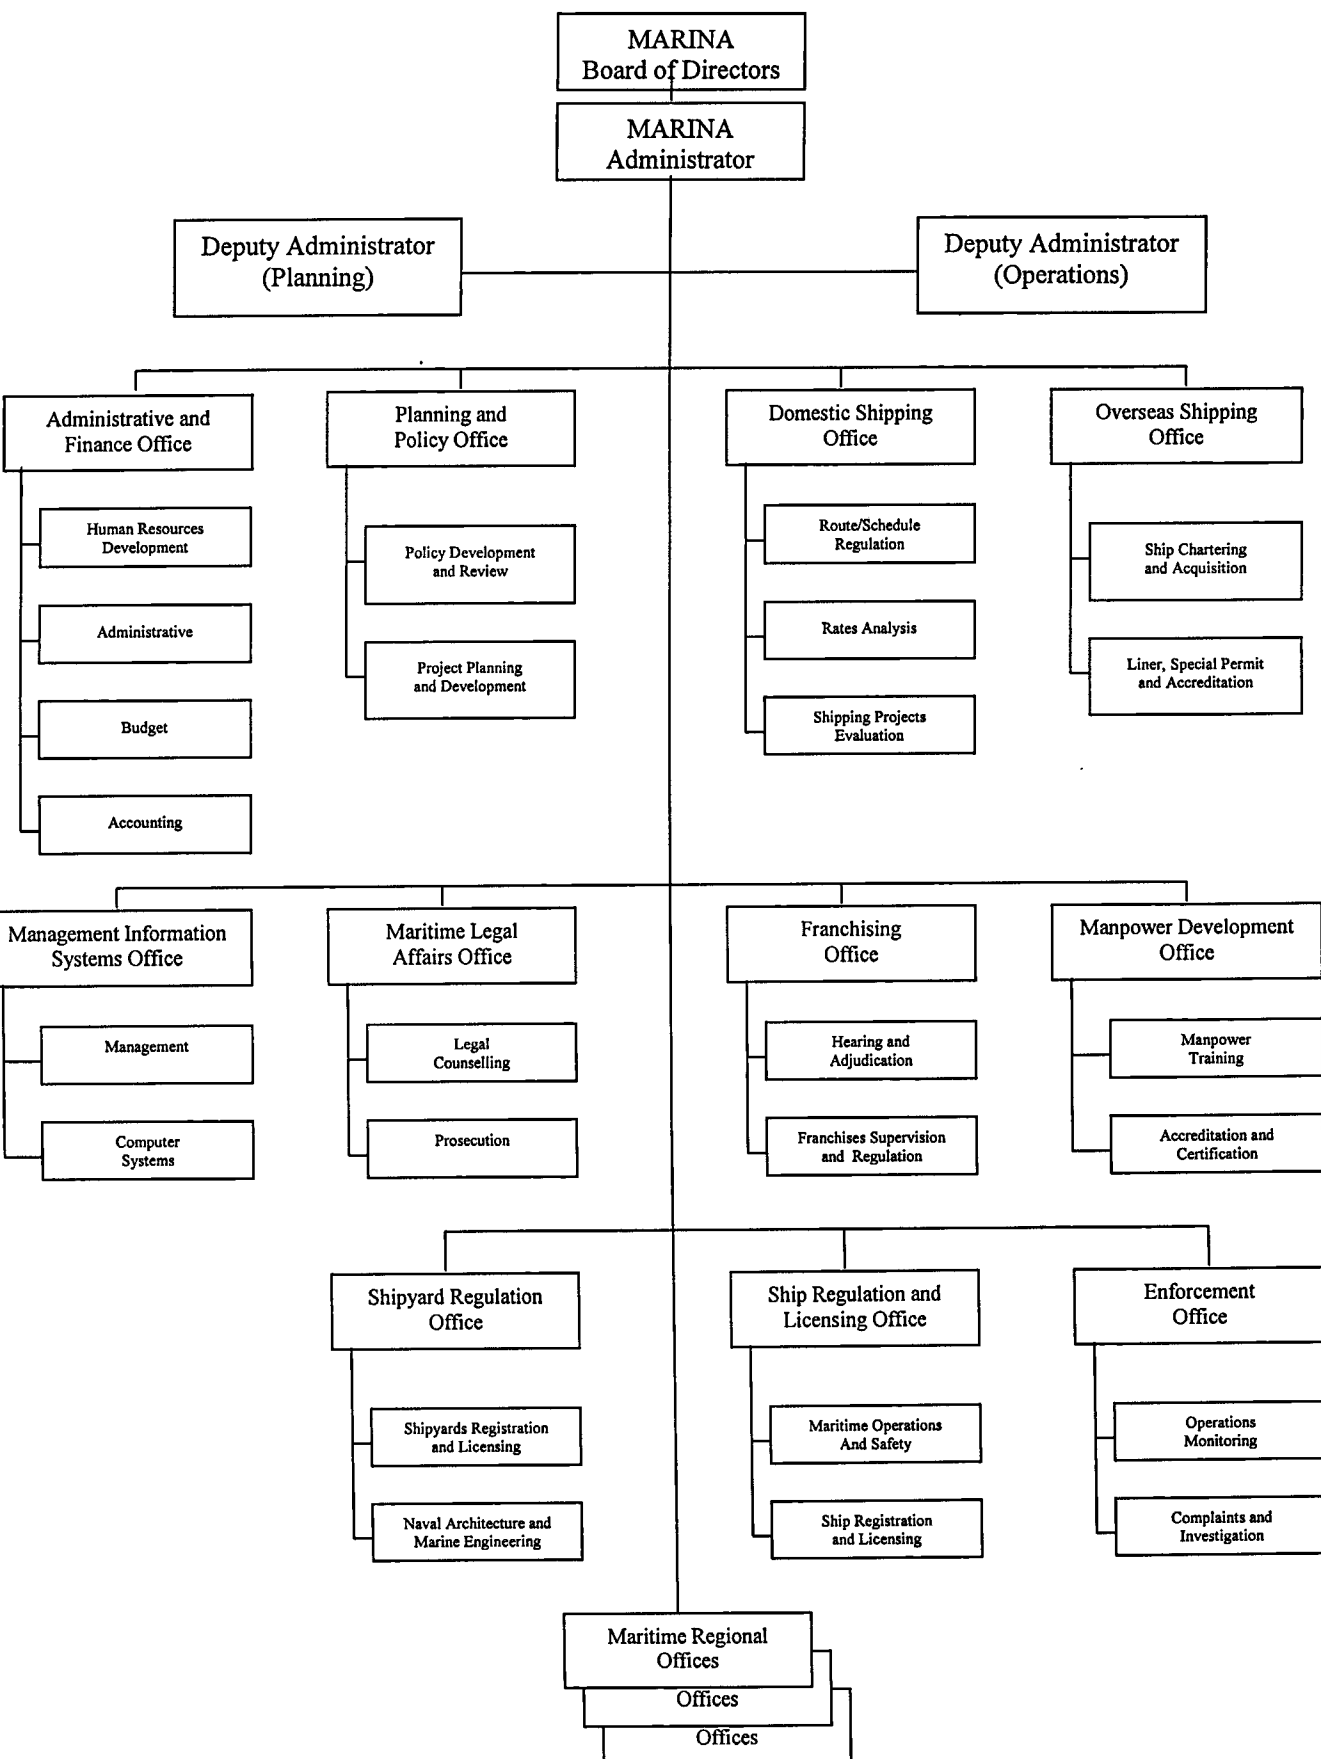 MARINA
Board of Directors
MARINA
Administrator
Deputy Administrator
(Planning)
Deputy Administrator
(Operations)
Administrative and
Finance Office
Planning and
Policy Office
Domestic Shipping
Office
Overseas Shipping
Office
Human Resources
Development
Administrative
Budget
Accounting
Policy Development
and Review
Project Planning
and Development
Route/Schedule
Regulation
Rates Analysis
Shipping Projects
Evaluation
Ship Chartering
and Acquisition
Liner, Special Permit
and Accreditation
Management Information
Systems Office
Maritime Legal
Affairs Office
Franchising
Office
Manpower Development
Office
Management
Computer
Systems
Legal
Counselling
Prosecution
Hearing and
Adjudication
Franchises Supervision
and Regulation
Manpower
Training
Accreditation and
Certification
Shipyard Regulation
Office
Ship Regulation and
Licensing Office
Enforcement
Office
Shipyards Registration
and Licensing
Naval Architecture and
Marine Engineering
Maritime Operations
And Safety
Ship Registration
and Licensing
Operations
Monitoring
Complaints and
Investigation
Maritime Regional
Offices
Offices
Offices